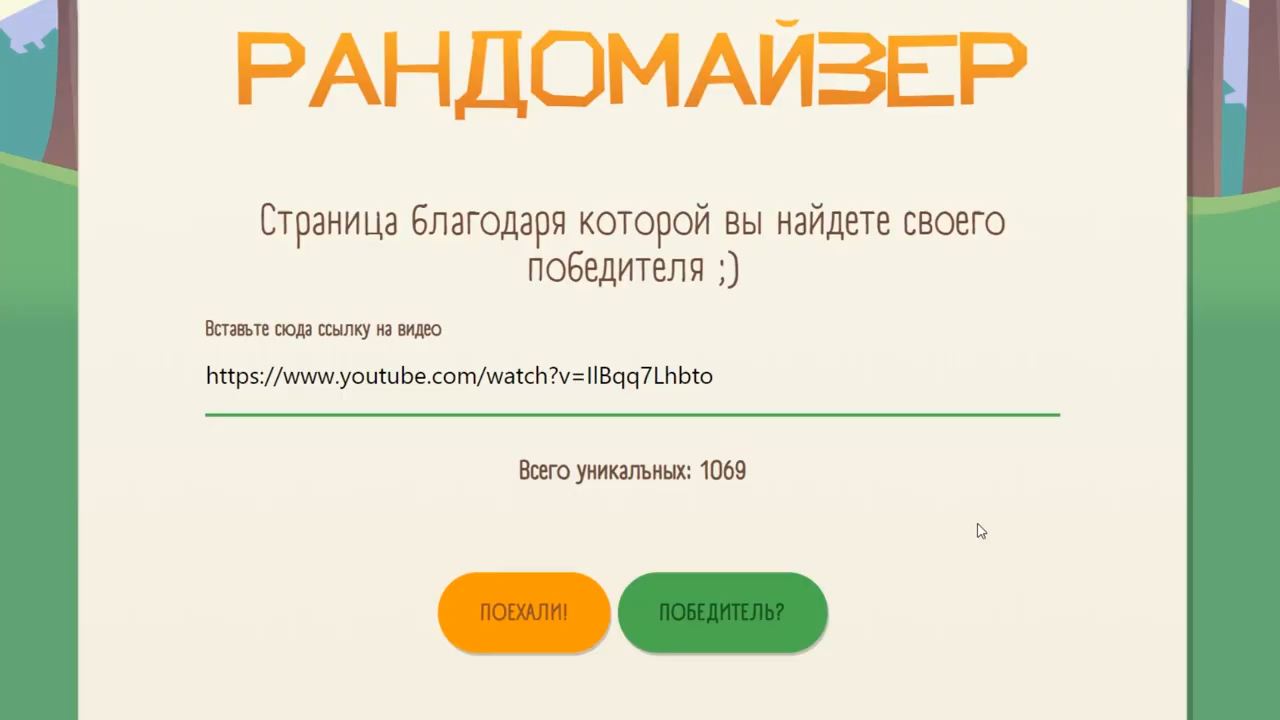 РАНДОМАЙЗЕР
Страница благодаря которой вы найдете своего
победителя ;)
Вставьте сюда ссылку на видео
https://www.youtube.com/watch?v=IlBqq7Lhbto
Всего уникальных: 1069
ПОЕХАЛИ!
ПОБЕДИТЕЛЬ?